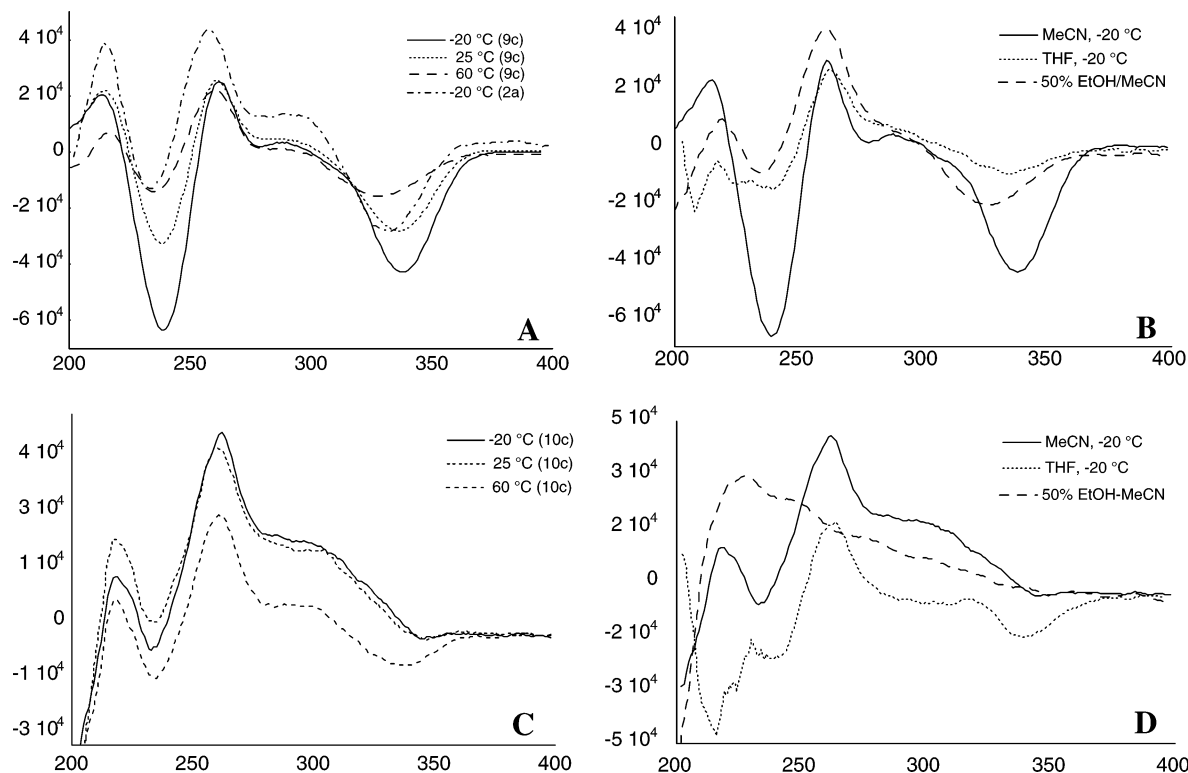 4 10⁴
2 10⁴
0
-2 10⁴
-4 10⁴
-6 10⁴
200
250
300
350
400
-20 °C (9c)
25 °C (9c)
60 °C (9c)
-20 °C (2a)
A
4 10⁴
2 10⁴
0
-2 10⁴
-4 10⁴
-6 10⁴
200
250
300
350
400
MeCN, -20 °C
THF, -20 °C
50% EtOH/MeCN
B
4 10⁴
3 10⁴
1 10⁴
0
-1 10⁴
-3 10⁴
200
250
300
350
400
-20 °C (10c)
25 °C (10c)
60 °C (10c)
C
5 10⁴
3 10⁴
2 10⁴
0
-2 10⁴
-3 10⁴
-5 10⁴
200
250
300
350
400
MeCN, -20 °C
THF, -20 °C
50% EtOH-MeCN
D